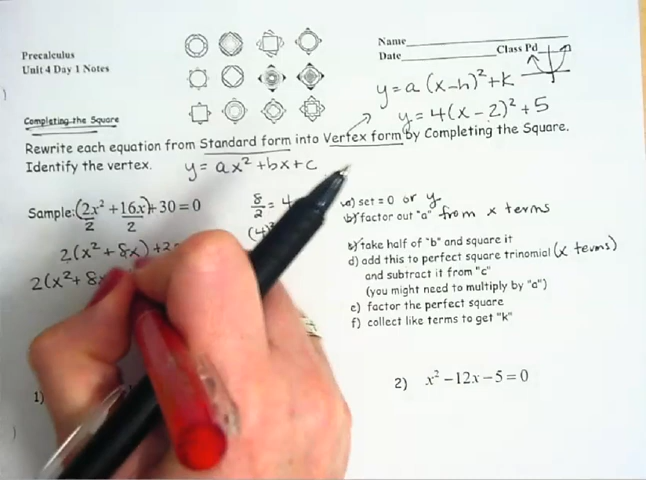 Precalculus
Unit 4 Day 1 Notes
Name
Date Class Pd
y = a (x-h)² + k
y = 4(x - 2)² + 5
Completing the Square
Rewrite each equation from Standard form into Vertex form by Completing the Square.
Identify the vertex. y = ax² + bx + c
Sample: (2x² + 16x) + 30 = 0
2 2
2(x² + 8x) + 3
2(x² + 8x
8/2 = 4
(4)²
a) set = 0 or y
b) factor out "a" from x terms
take half of "b" and square it
d) add this to perfect square trinomial (x terms)
and subtract it from "c"
(you might need to multiply by "a")
e) factor the perfect square
f) collect like terms to get "k"
1)
2) x² - 12x - 5 = 0